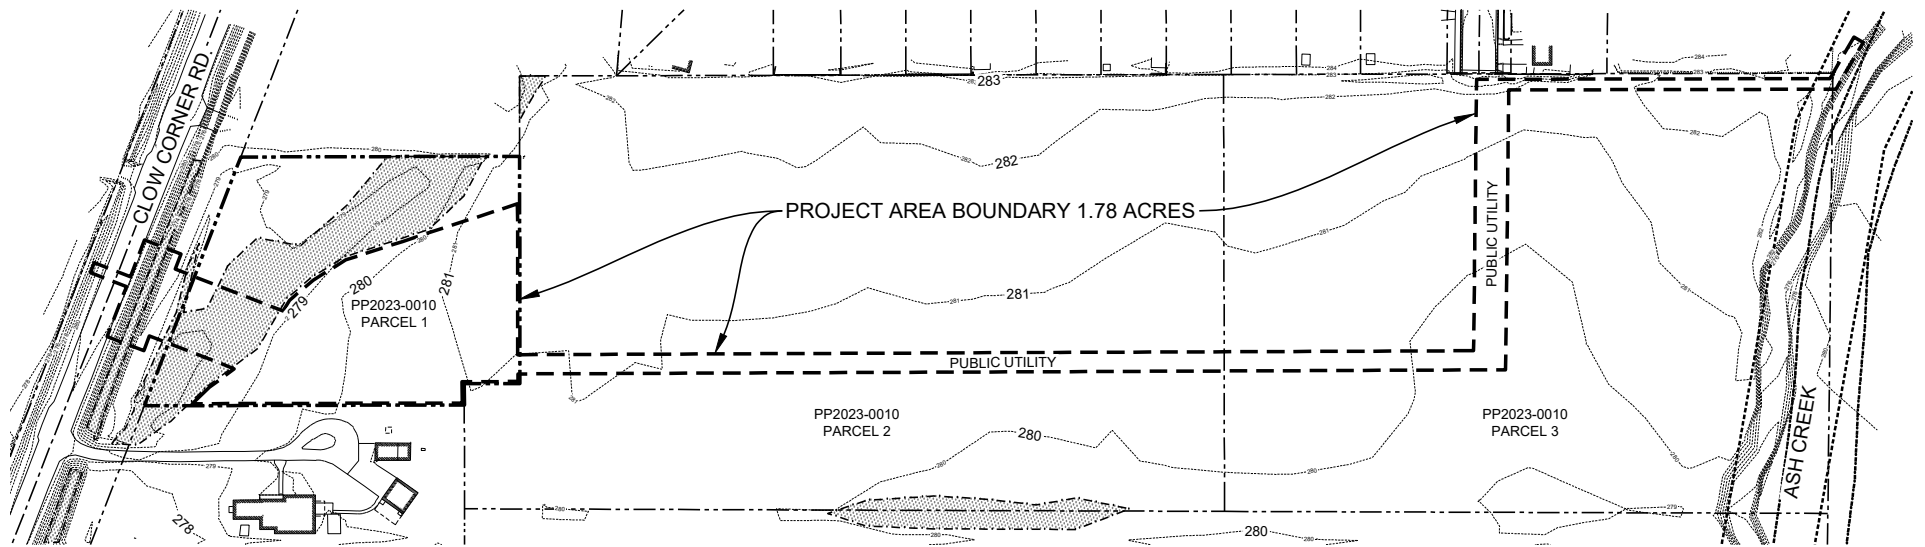 283
CLOW CORNER RD.
282
PROJECT AREA BOUNDARY 1.78 ACRES
PUBLIC UTILITY
280
281
279
PP2023-0010
PARCEL 1
281
PUBLIC UTILITY
PP2023-0010
PARCEL 2
PP2023-0010
PARCEL 3
280
ASH CREEK
278
280